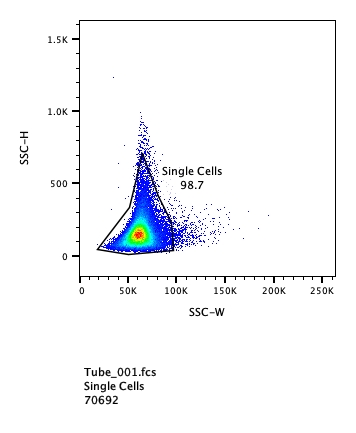 1.5K
1.0K
SSC-H
Single Cells
98.7
500
0
0 50K 100K 150K 200K 250K
SSC-W
Tube_001.fcs
Single Cells
70692